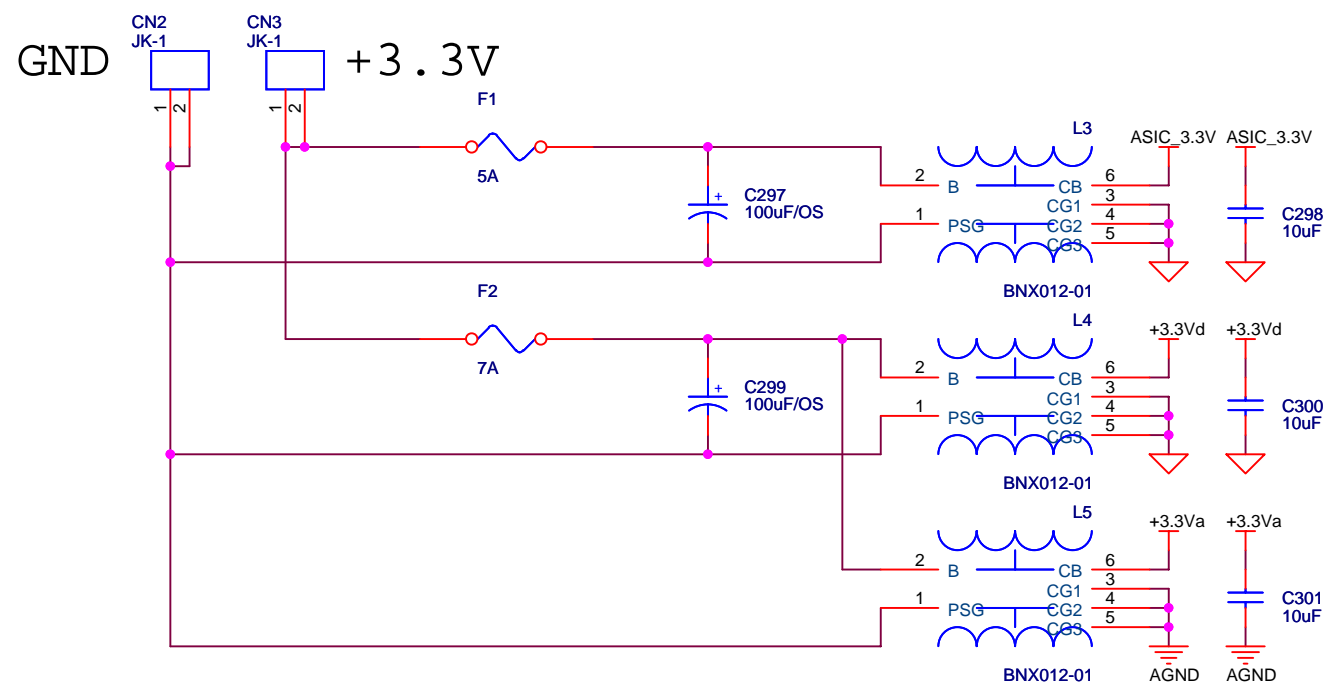 CN2
JK-1
CN3
JK-1
GND
+3.3V
1
2
1
2
F1
5A
C297
+
100uF/OS
L3
2
B
CB
6
CG1
3
1
PSG
CG2
4
CG3
5
BNX012-01
ASIC_3.3V
ASIC_3.3V
C298
10uF
F2
7A
C299
+
100uF/OS
L4
2
B
CB
6
CG1
3
1
PSG
CG2
4
CG3
5
BNX012-01
+3.3Vd
+3.3Vd
C300
10uF
L5
2
B
CB
6
CG1
3
1
PSG
CG2
4
CG3
5
BNX012-01
+3.3Va
+3.3Va
C301
10uF
AGND
AGND